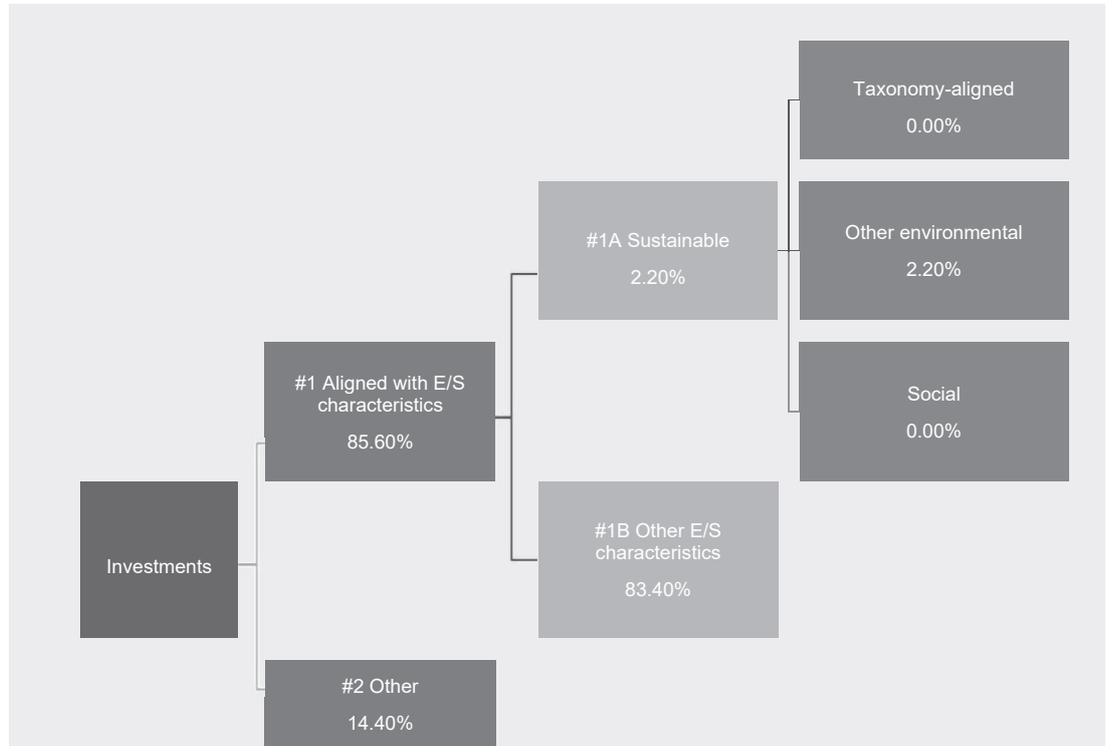 Taxonomy-aligned
0.00%
#1A Sustainable
2.20%
Other environmental
2.20%
#1 Aligned with E/S
characteristics
85.60%
Social
0.00%
Investments
#1B Other E/S
characteristics
83.40%
#2 Other
14.40%